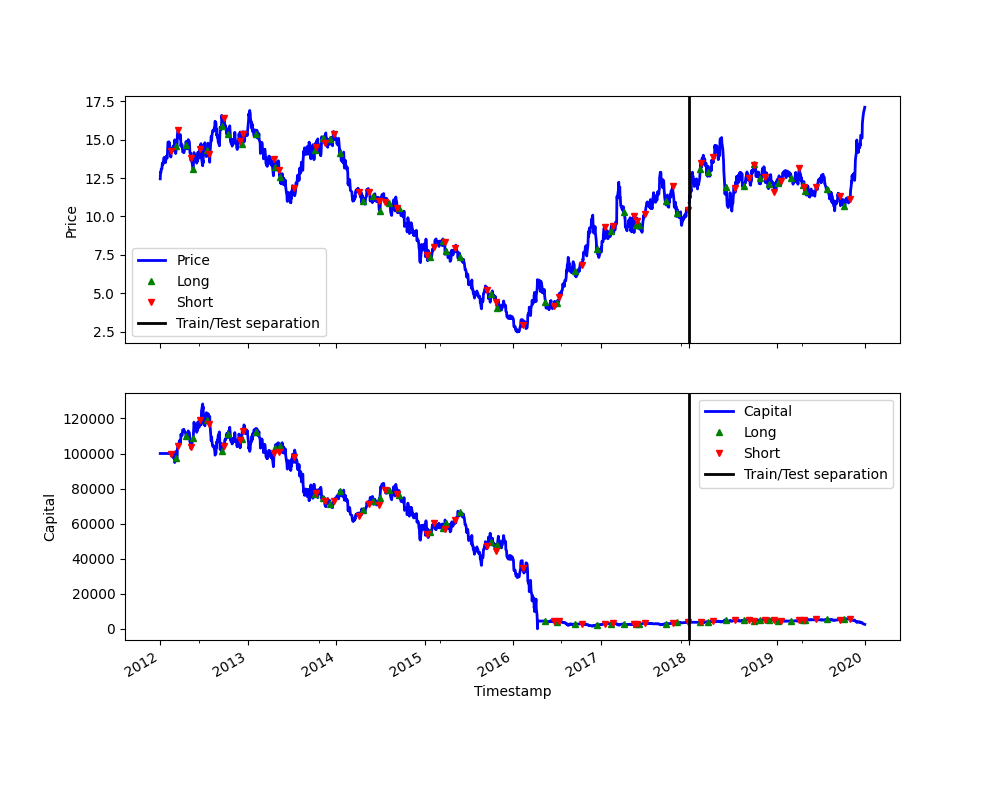 17.5
15.0
12.5
10.0
7.5
5.0
2.5
Price
Price
Long
Short
Train/Test separation
120000
100000
80000
60000
40000
20000
0
Capital
Capital
Long
Short
Train/Test separation
2012
2013
2014
2015
2016
2017
2018
2019
2020
Timestamp